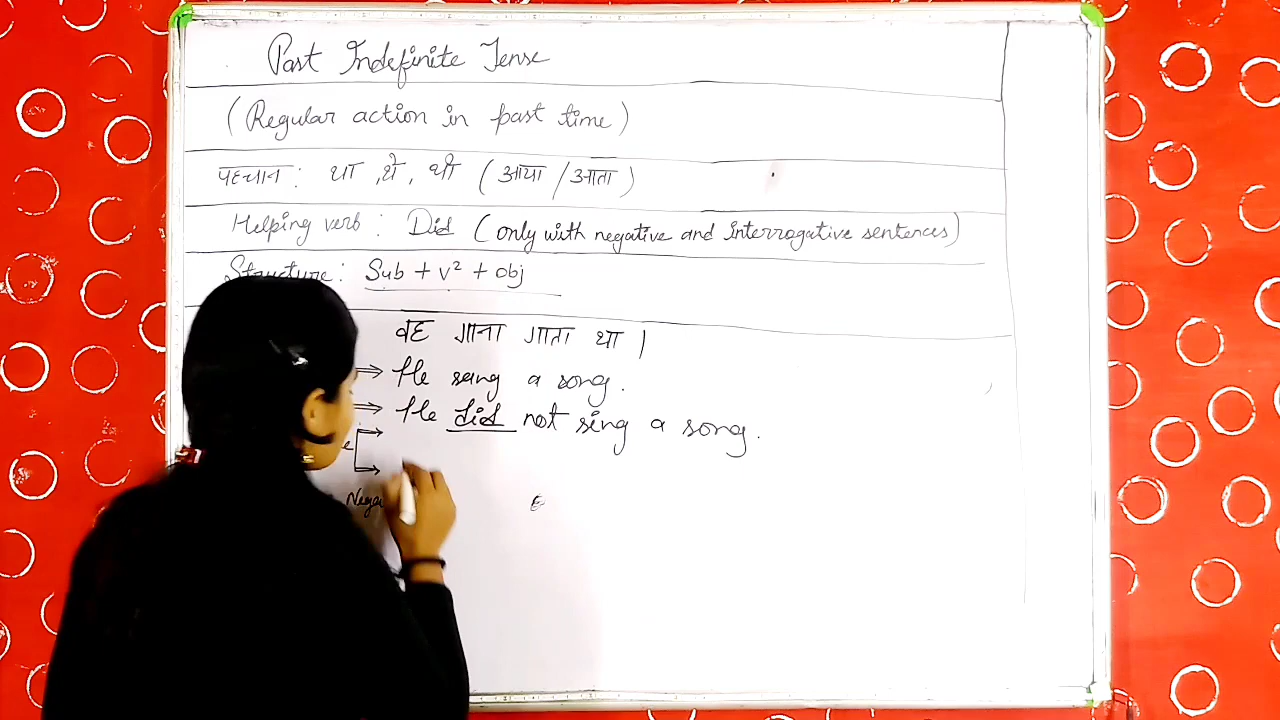 Past Indefinite Tense
(Regular action in past time)
पहचान : था , थे , थी ( आया / आता )
Helping verb : Did (only with negative and interrogative sentences)
Structure : Sub + v² + obj
वह गाना गाता था |
⇒ He sang a song.
⇒ He did not sing a song.